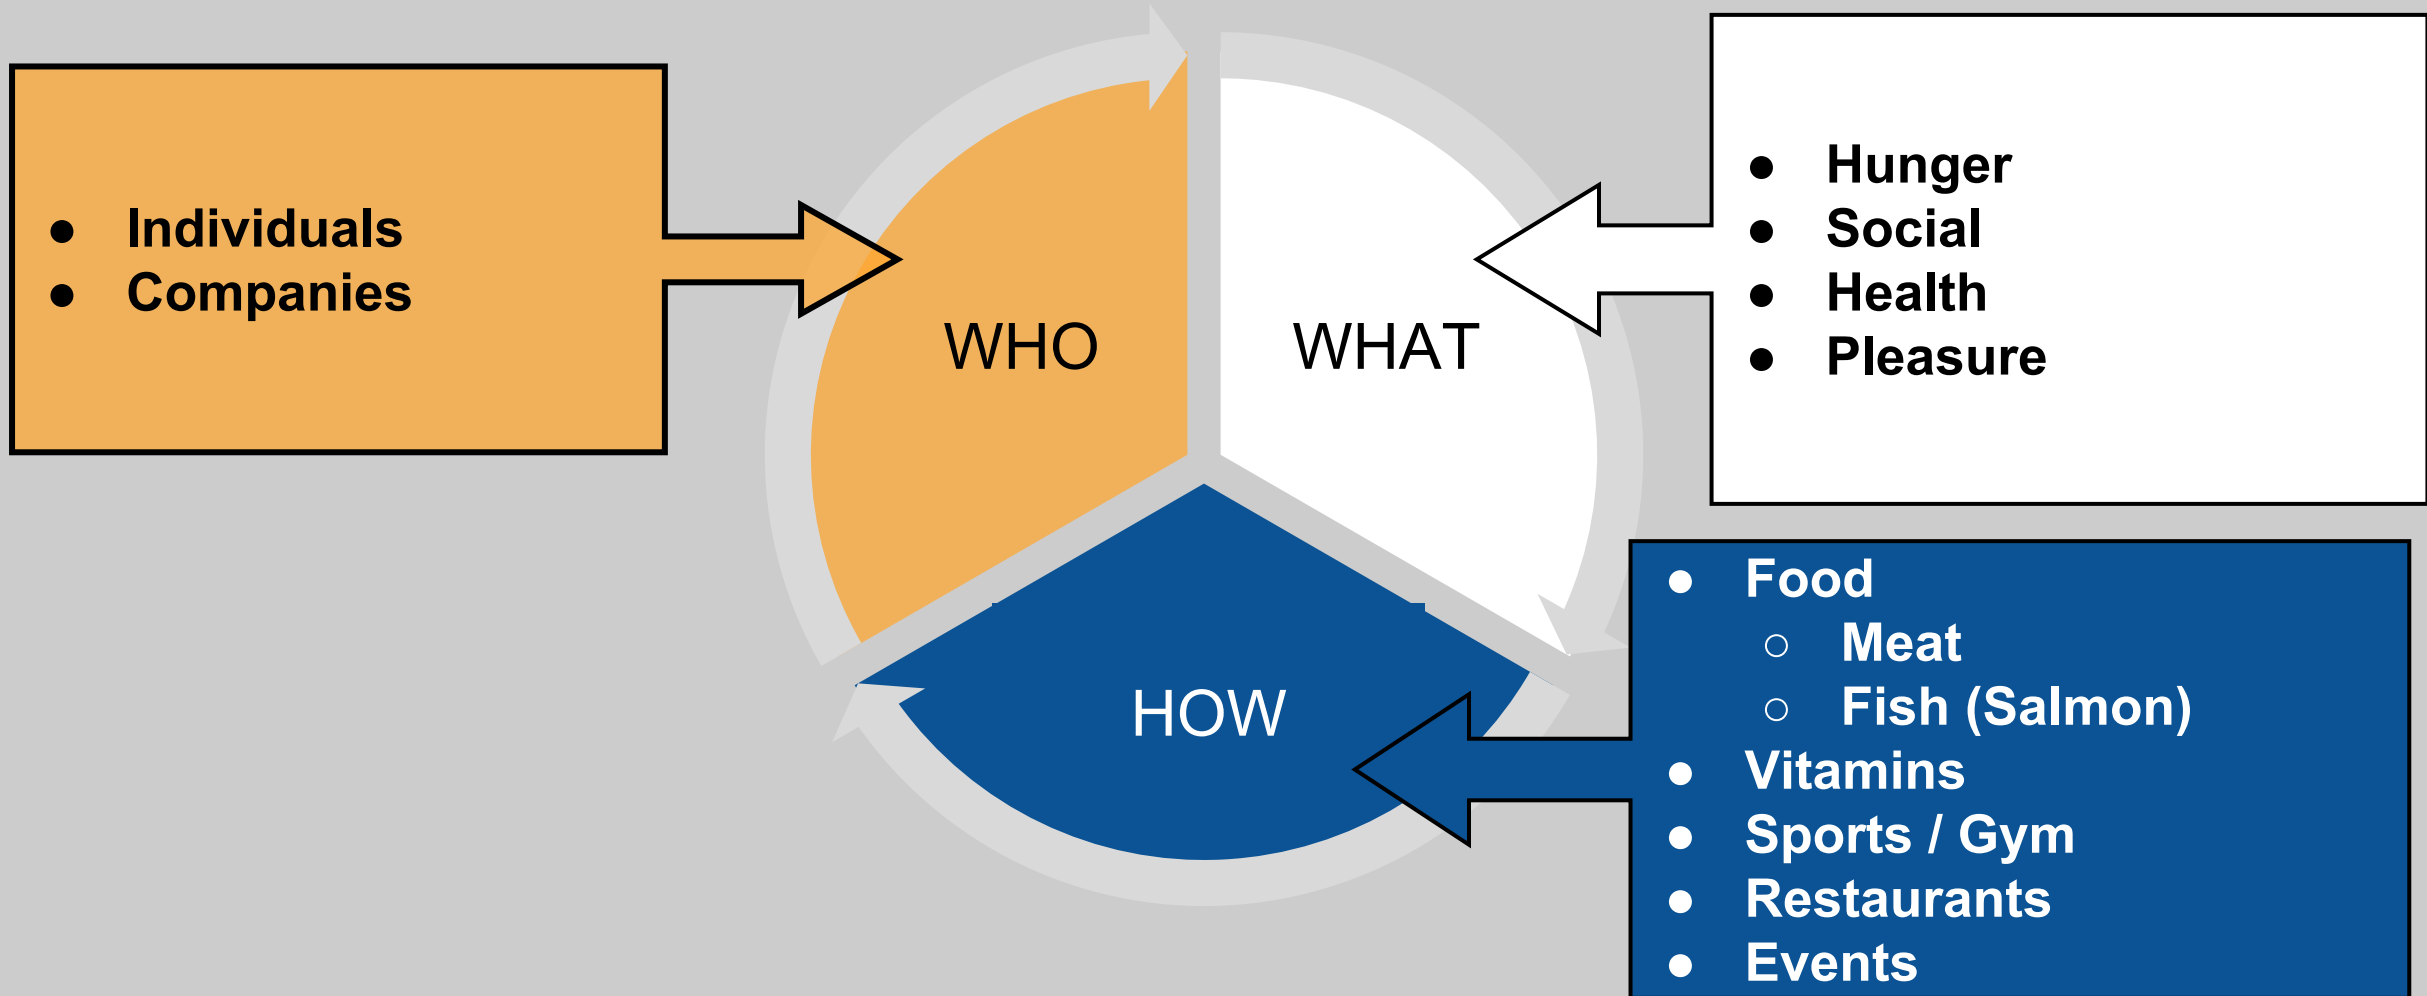 ● Individuals
● Companies
WHO
WHAT
● Hunger
● Social
● Health
● Pleasure
HOW
● Food
○ Meat
○ Fish (Salmon)
● Vitamins
● Sports / Gym
● Restaurants
● Events